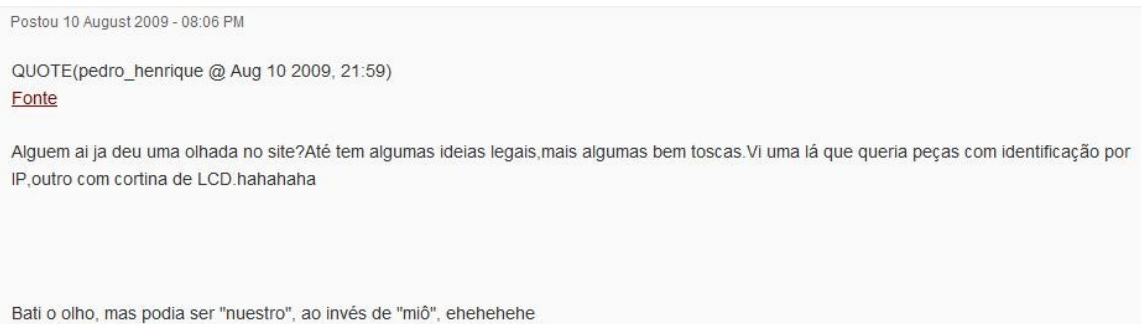 Postou 10 August 2009 - 08:06 PM
QUOTE(pedro_henrique @ Aug 10 2009, 21:59)
Fonte
Alguem ai ja deu uma olhada no site?Até tem algumas ideias legais,mais algumas bem toscas.Vi uma lá que queria peças com identificação por
IP,outro com cortina de LCD.hahahaha
Bati o olho, mas podia ser "nuestro", ao invés de "miô", ehehehehe